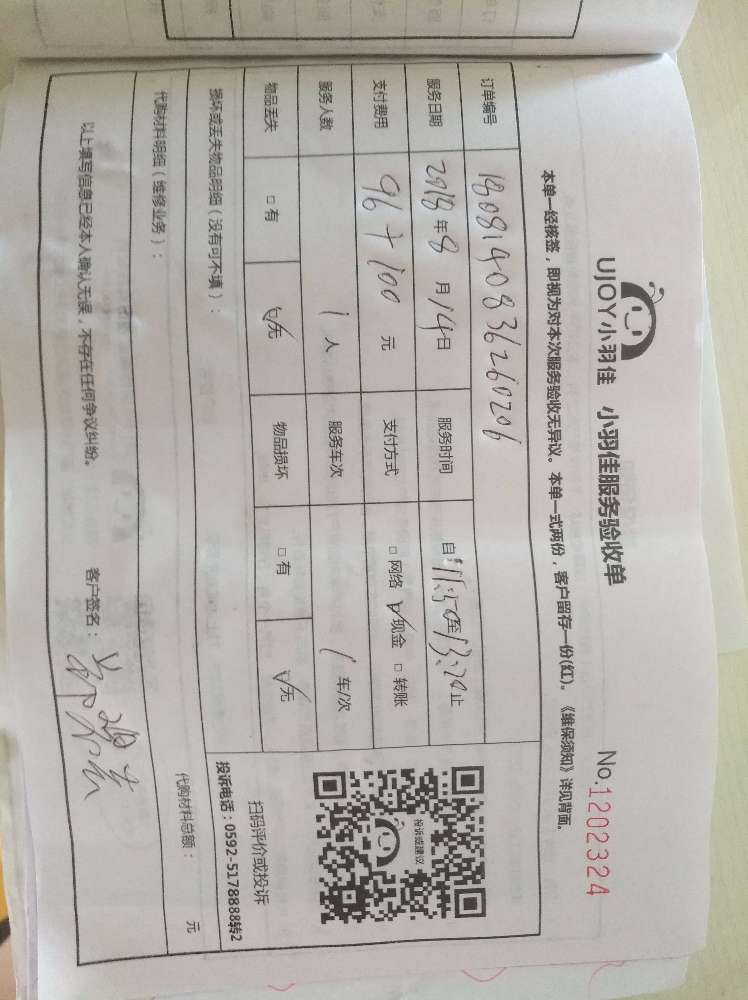 UJOY小羽佳 小羽佳服务验收单 No.1202324
本单一经核签，即视为对本次服务验收无异议。本单一式两份，客户留存一份(红)。《维保须知》详见背面。
订单编号 1808140836260206
服务日期 2018年8月14日 服务时间 自11:50至13:20止
支付费用 96+100 元 支付方式 □网络 ☑现金 □转账
服务人数 1人 服务车次 1车/次
物品丢失 □有 ☑无 物品损坏 □有 ☑无
投诉或建议
扫码评价或投诉
投诉电话：0592-5178888转2
损坏或丢失物品明细（没有可不填）：
代购材料明细（维修业务）： 代购材料总额： 元
以上填写信息已经本人确认无误，不存在任何争议纠纷。 客户签名：